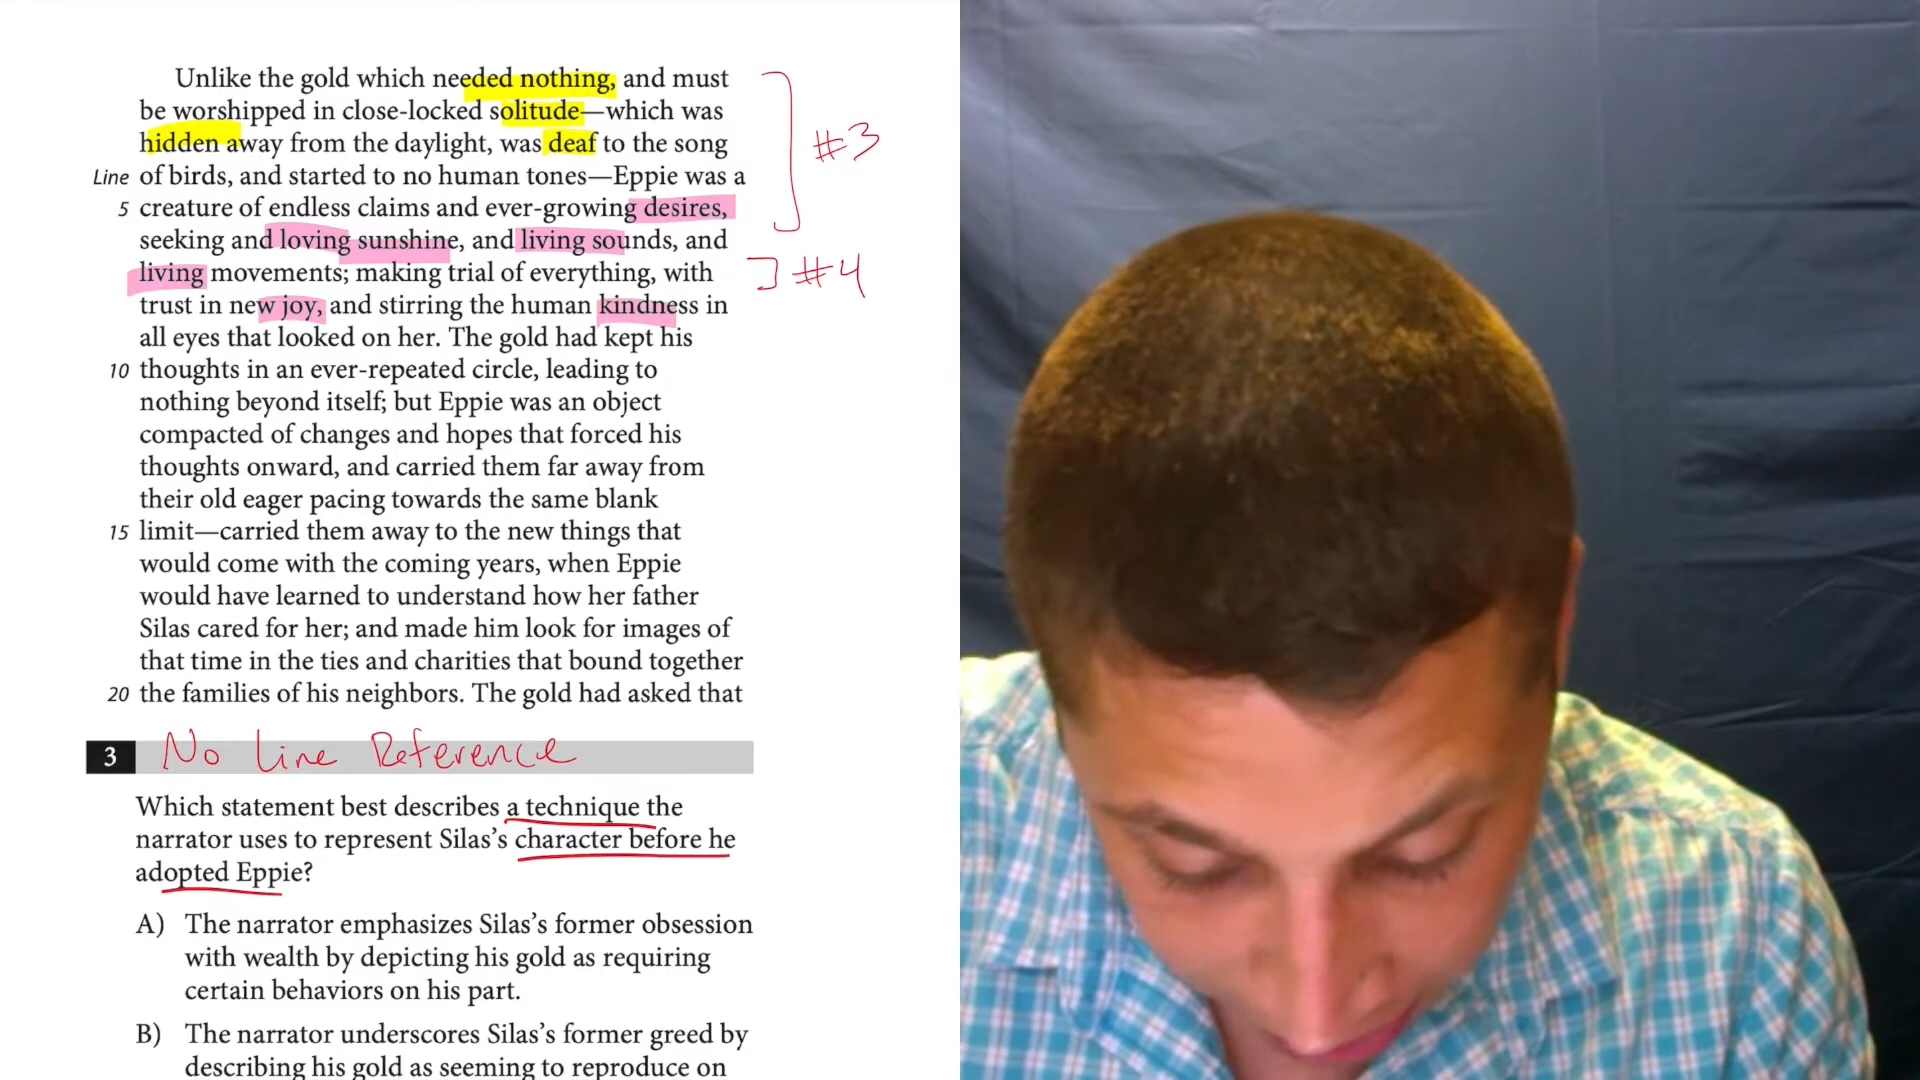 Unlike the gold which needed nothing, and must
be worshipped in close-locked solitude—which was
hidden away from the daylight, was deaf to the song
Line of birds, and started to no human tones—Eppie was a
5 creature of endless claims and ever-growing desires,
seeking and loving sunshine, and living sounds, and
living movements; making trial of everything, with
trust in new joy, and stirring the human kindness in
all eyes that looked on her. The gold had kept his
10 thoughts in an ever-repeated circle, leading to
nothing beyond itself; but Eppie was an object
compacted of changes and hopes that forced his
thoughts onward, and carried them far away from
their old eager pacing towards the same blank
15 limit—carried them away to the new things that
would come with the coming years, when Eppie
would have learned to understand how her father
Silas cared for her; and made him look for images of
that time in the ties and charities that bound together
20 the families of his neighbors. The gold had asked that
#3
#4
3 No Line Reference
Which statement best describes a technique the
narrator uses to represent Silas's character before he
adopted Eppie?
A) The narrator emphasizes Silas's former obsession
with wealth by depicting his gold as requiring
certain behaviors on his part.
B) The narrator underscores Silas's former greed by
describing his gold as seeming to reproduce on